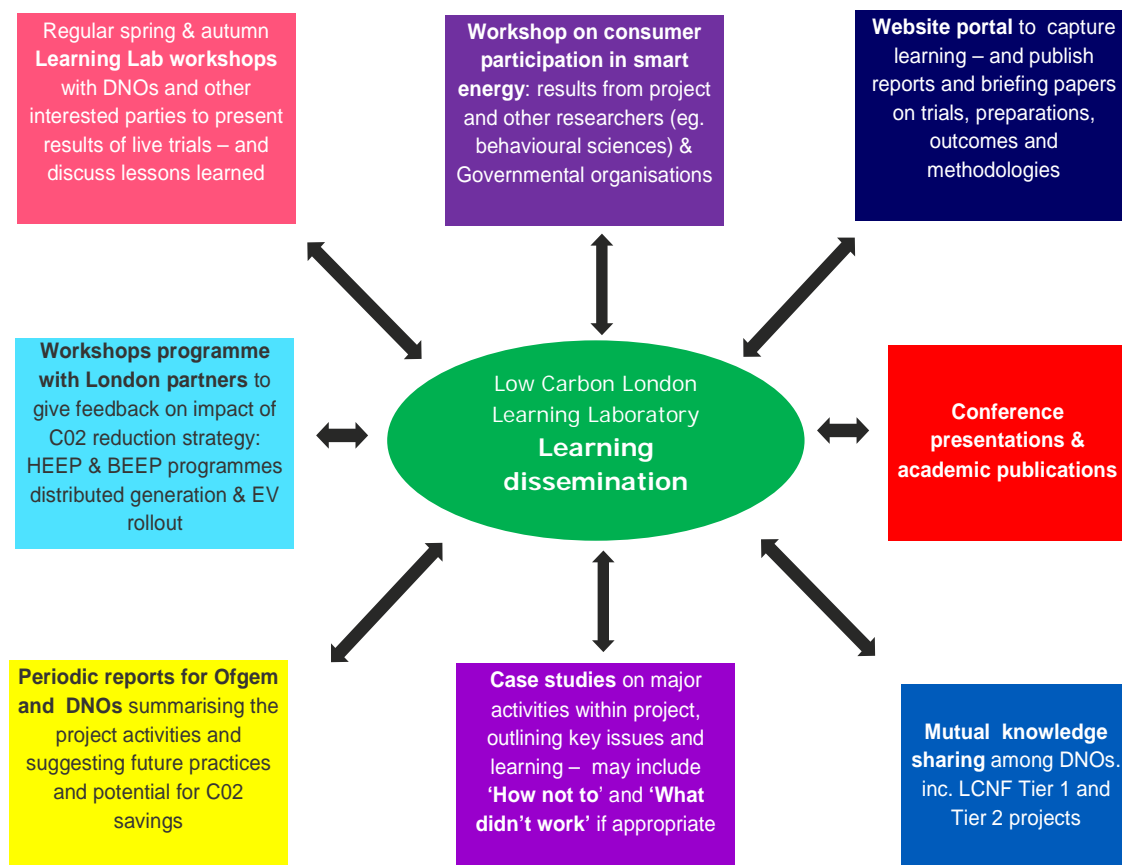 Regular spring & autumn
Learning Lab workshops
with DNOs and other
interested parties to present
results of live trials – and
discuss lessons learned
Workshop on consumer
participation in smart
energy: results from project
and other researchers (eg.
behavioural sciences) &
Governmental organisations
Website portal to capture
learning – and publish
reports and briefing papers
on trials, preparations,
outcomes and
methodologies
Workshops programme
with London partners to
give feedback on impact of
C02 reduction strategy:
HEEP & BEEP programmes
distributed generation & EV
rollout
Low Carbon London
Learning Laboratory
Learning
dissemination
Conference
presentations &
academic publications
Periodic reports for Ofgem
and DNOs summarising the
project activities and
suggesting future practices
and potential for C02
savings
Case studies on major
activities within project,
outlining key issues and
learning – may include
‘How not to’ and ‘What
didn’t work’ if appropriate
Mutual knowledge
sharing among DNOs.
inc. LCNF Tier 1 and
Tier 2 projects